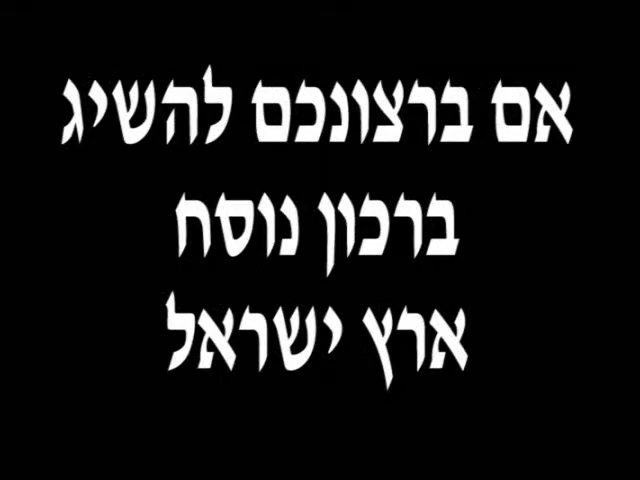 אם ברצונכם להשיג
ברכון נוסח
ארץ ישראל